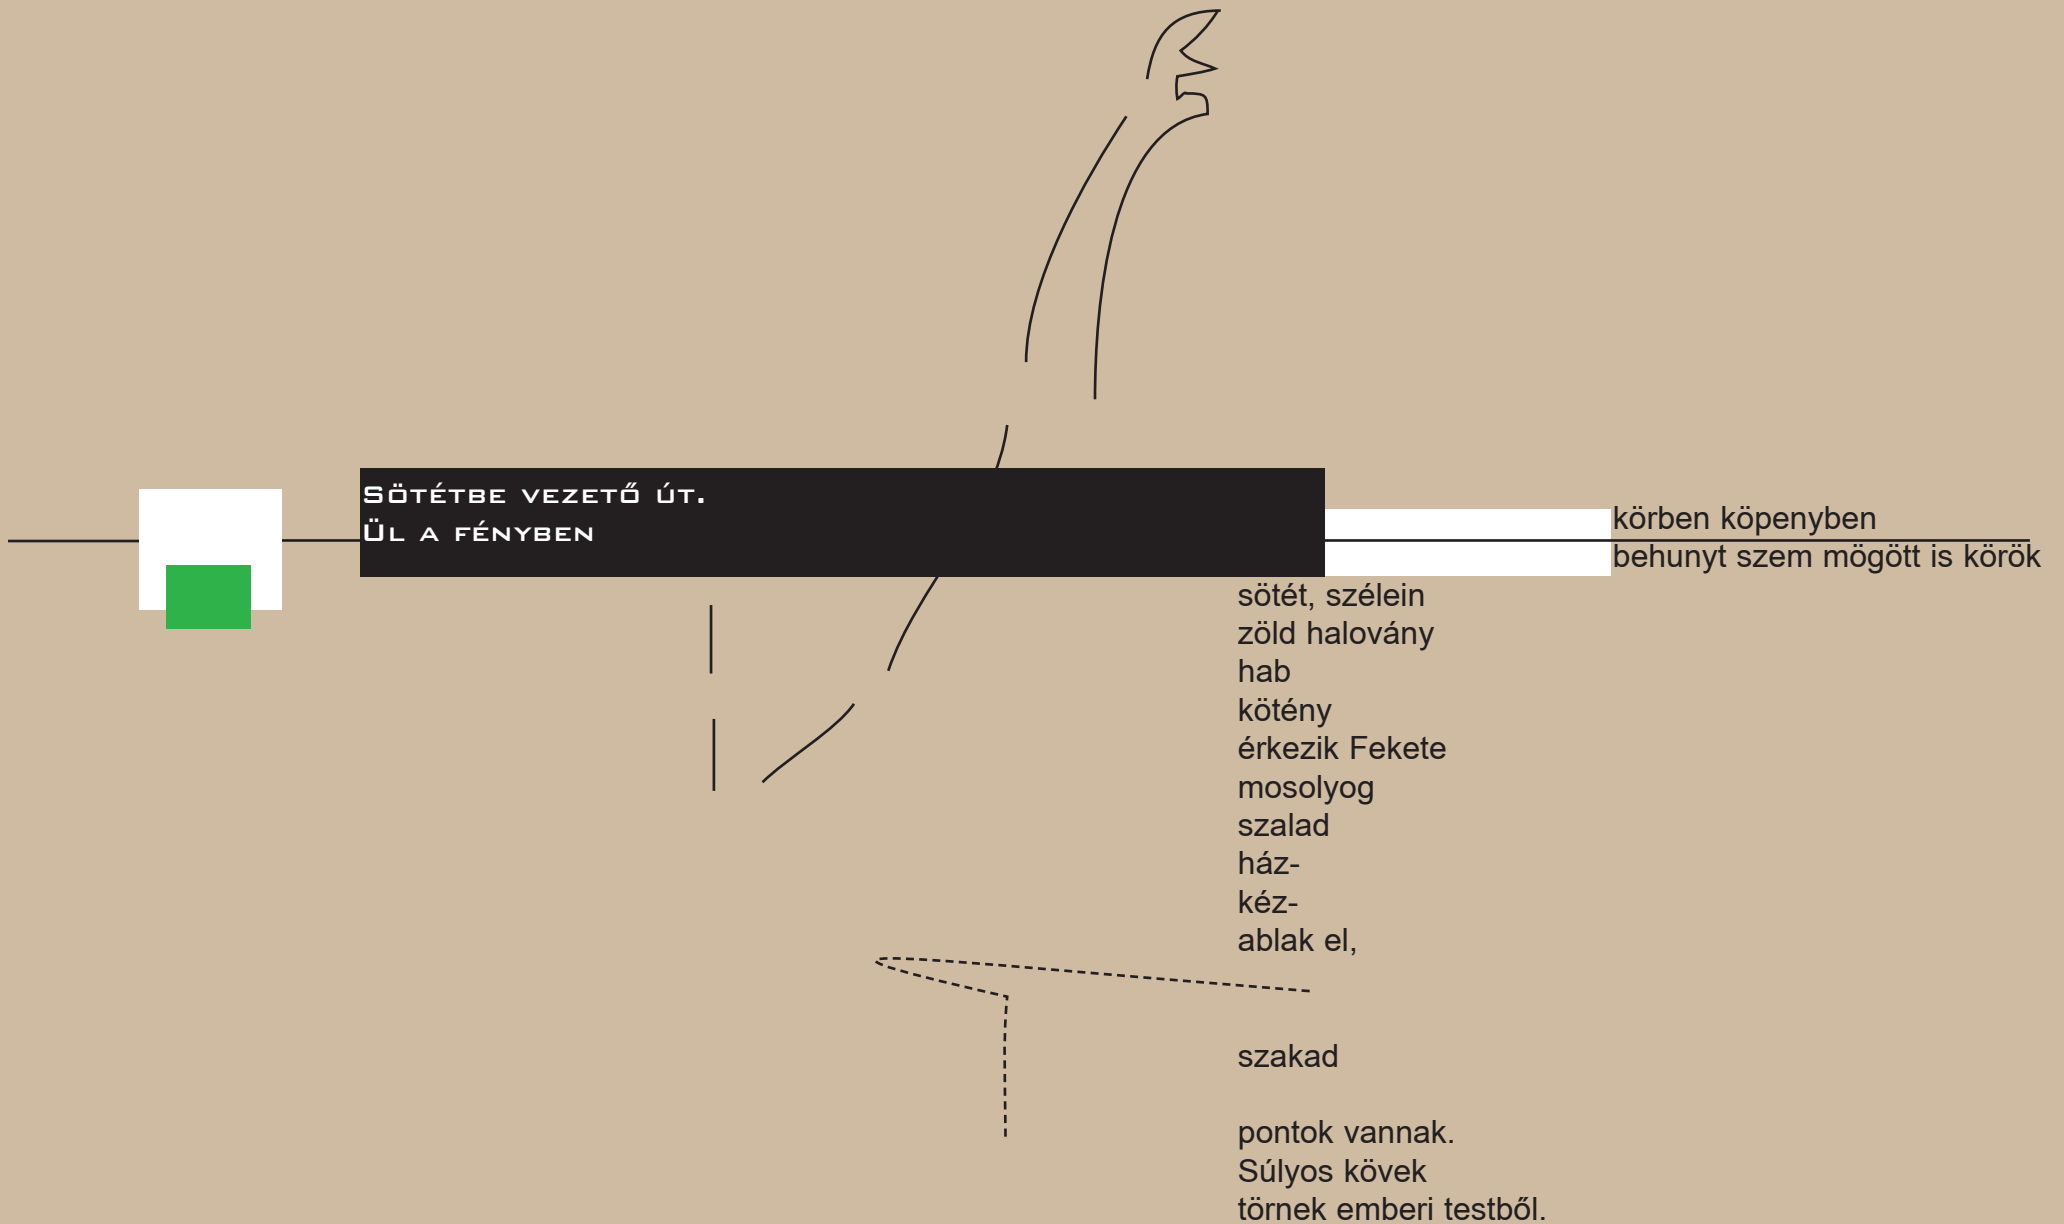 Sötétbe vezető út.
Ül a fényben
körben köpenyben
behunyt szem mögött is körök
sötét, szélein
zöld halovány
hab
kötény
érkezik Fekete
mosolyog
szalad
ház-
kéz-
ablak el,
szakad
pontok vannak.
Súlyos kövek
törnek emberi testből.